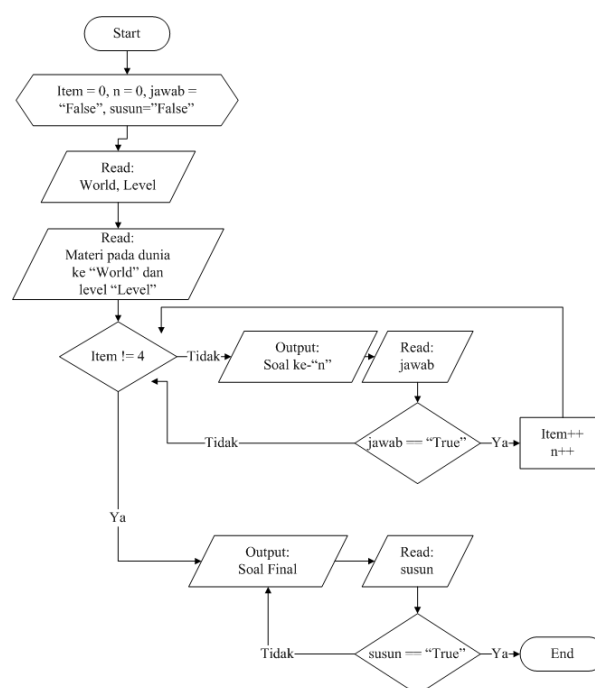 Start
Item = 0, n = 0, jawab =
“False”, susun=”False”
Read:
World, Level
Read:
Materi pada dunia
ke “World” dan
level “Level”
Item != 4
Tidak
Output:
Soal ke-“n”
Read:
jawab
jawab == “True”
Tidak
Ya
Item++
n++
Ya
Output:
Soal Final
Read:
susun
susun == “True”
Tidak
Ya
End